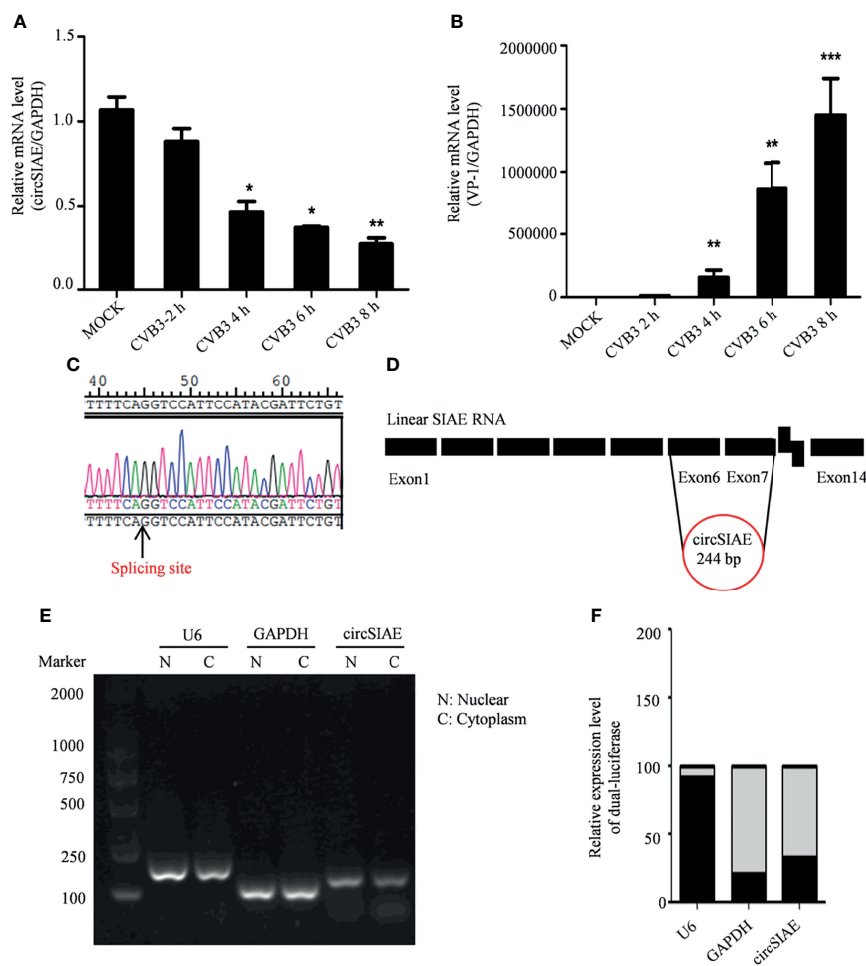 A
Relative mRNA level
(circSIAE/GAPDH)
1.5
1.0
0.5
0.0
*
*
**
MOCK
CVB3-2 h
CVB3 4 h
CVB3 6 h
CVB3 8 h
B
Relative mRNA level
(VP-1/GAPDH)
2000000
1500000
1000000
500000
0
**
**
***
MOCK
CVB3 2 h
CVB3 4 h
CVB3 6 h
CVB3 8 h
C
40 50 60
TTTTCAGGTCCATTCCATACGATTCTGT
TTTTCAGGTCCATTCCATACGATTCTGT
TTTTCAGGTCCATTCCATACGATTCTGT
Splicing site
D
Linear SIAE RNA
Exon1
Exon6
Exon7
Exon14
circSIAE
244 bp
E
U6 GAPDH circSIAE
Marker N C N C N C
2000
1000
750
500
250
100
N: Nuclear
C: Cytoplasm
F
Relative expression level
of dual-luciferase
200
150
100
50
0
U6
GAPDH
circSIAE